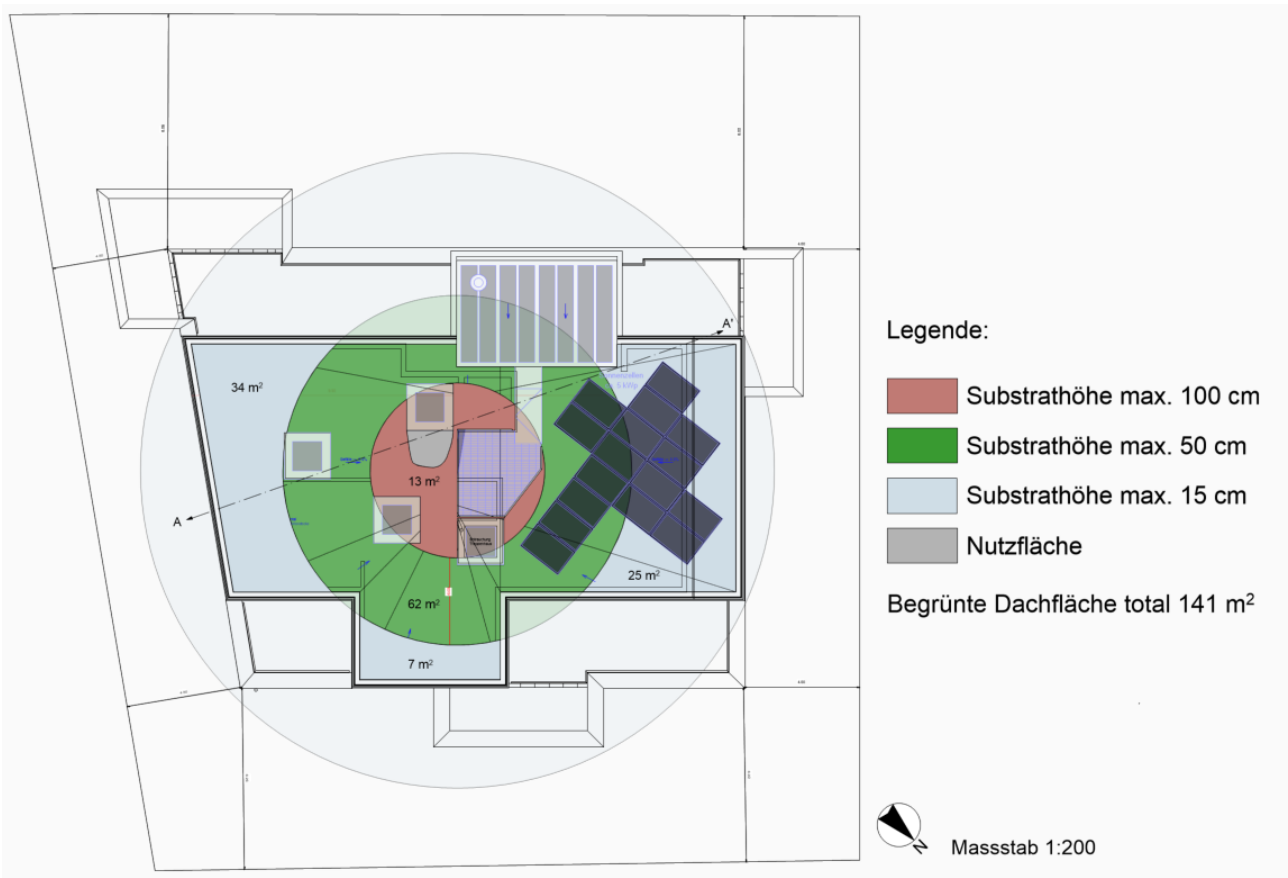 A'
34 m²
13 m²
A
25 m²
62 m²
7 m²
Legende:
Substrathöhe max. 100 cm
Substrathöhe max. 50 cm
Substrathöhe max. 15 cm
Nutzfläche
Begrünte Dachfläche total 141 m²
N
Massstab 1:200